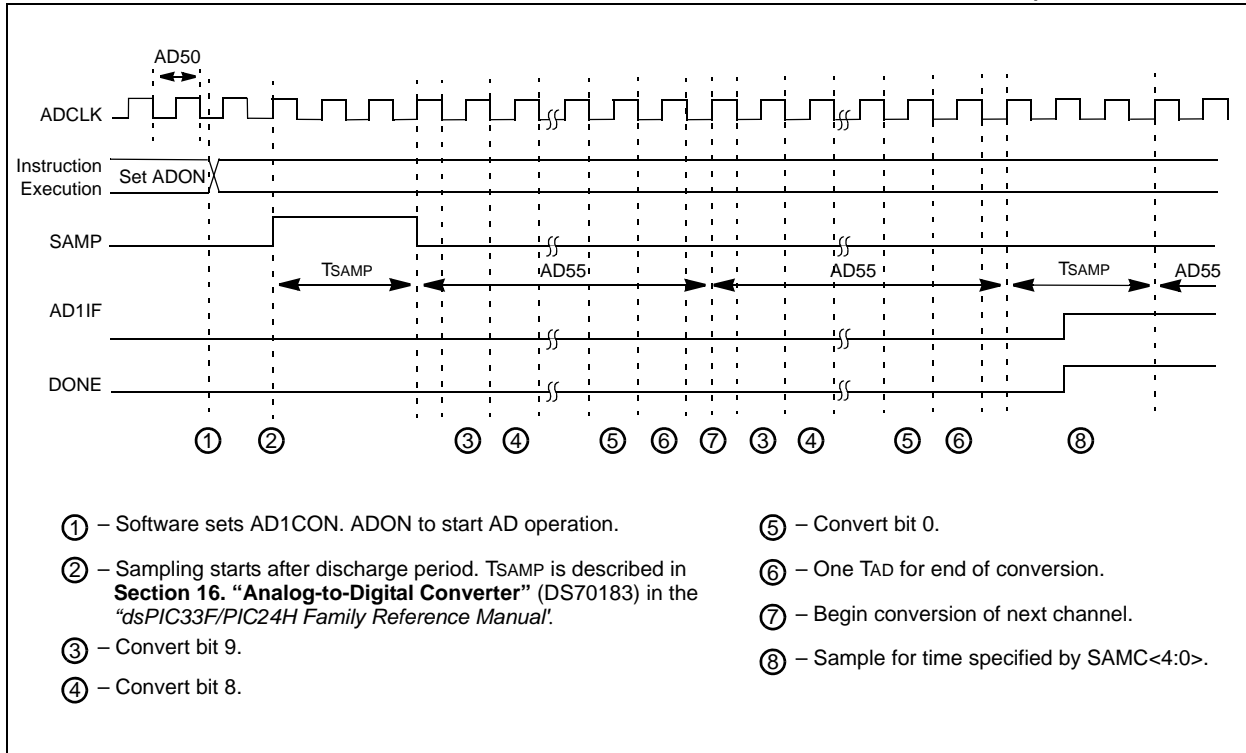 AD50
ADCLK
Instruction
Execution
Set ADON
SAMP
TSAMP
AD55
AD55
TSAMP
AD55
AD1IF
DONE
1
2
3
4
5
6
7
3
4
5
6
8
1 – Software sets AD1CON. ADON to start AD operation.
2 – Sampling starts after discharge period. TSAMP is described in
Section 16. “Analog-to-Digital Converter” (DS70183) in the
“dsPIC33F/PIC24H Family Reference Manual'.
3 – Convert bit 9.
4 – Convert bit 8.
5 – Convert bit 0.
6 – One TAD for end of conversion.
7 – Begin conversion of next channel.
8 – Sample for time specified by SAMC<4:0>.